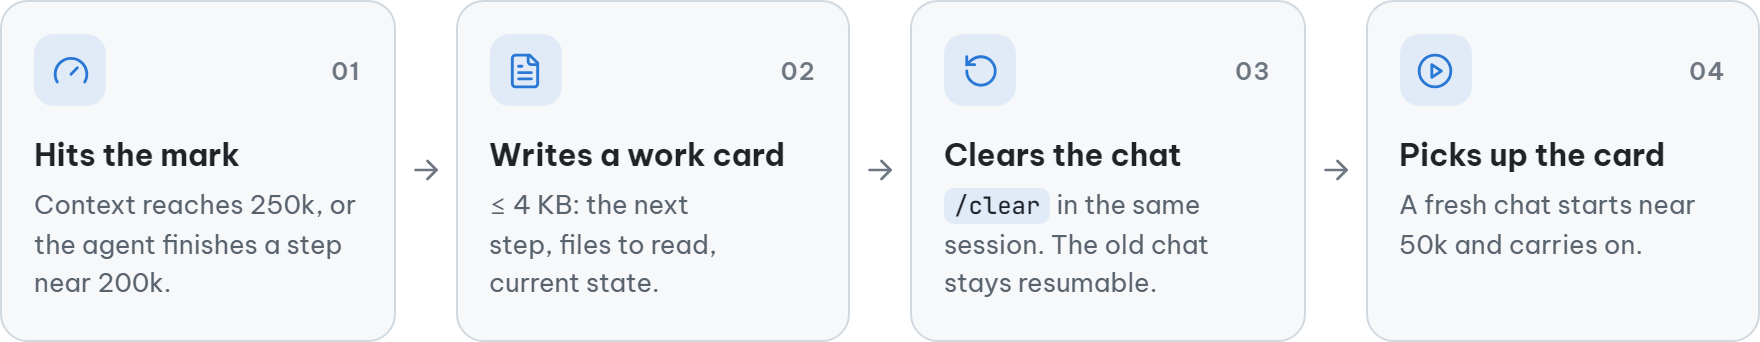 01
Hits the mark
Context reaches 250k, or
the agent finishes a step
near 200k.
02
Writes a work card
≤ 4 KB: the next
step, files to read,
current state.
03
Clears the chat
/clear in the same
session. The old chat
stays resumable.
04
Picks up the card
A fresh chat starts near
50k and carries on.